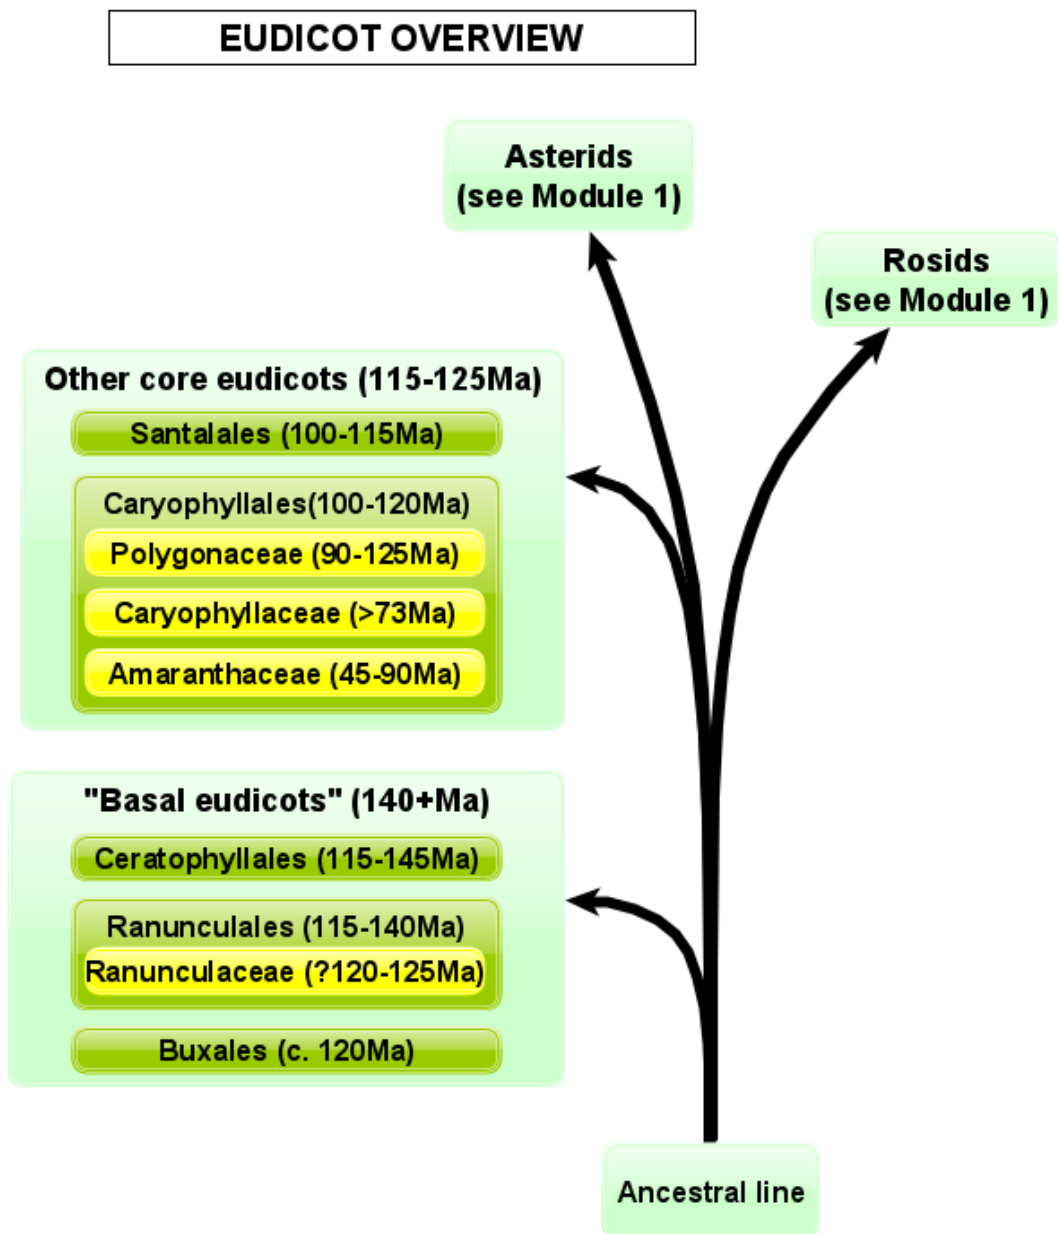 EUDICOT OVERVIEW
Asterids
(see Module 1)
Rosids
(see Module 1)
Other core eudicots (115-125Ma)
Santalales (100-115Ma)
Caryophyllales(100-120Ma)
Polygonaceae (90-125Ma)
Caryophyllaceae (>73Ma)
Amaranthaceae (45-90Ma)
"Basal eudicots" (140+Ma)
Ceratophyllales (115-145Ma)
Ranunculales (115-140Ma)
Ranunculaceae (?120-125Ma)
Buxales (c. 120Ma)
Ancestral line